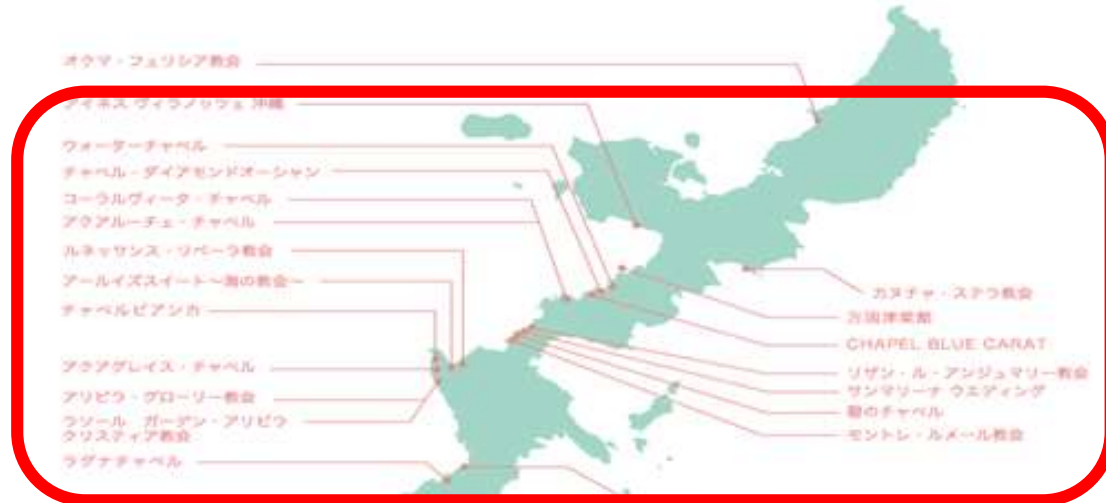 オクマ・フェリシア教会
アイネス ヴィラノッツェ 沖縄
ウォーターチャペル
チャペル・ダイアモンドオーシャン
コーラルヴィータ・チャペル
アクアルーチェ・チャペル
ルネッサンス・リベーラ教会
アールイズスイート～海の教会～
チャペルビアンカ
アクアグレイス・チャペル
アリビラ・グローリー教会
ラソール ガーデン・アリビラ
クリスティア教会
ラグナチャペル
カヌチャ・ステラ教会
万国津梁館
CHAPEL BLUE CARAT
リザン・ル・アンジュマリー教会
サンマリーナ ウエディング
のチャペル
モントレ・ルメール教会